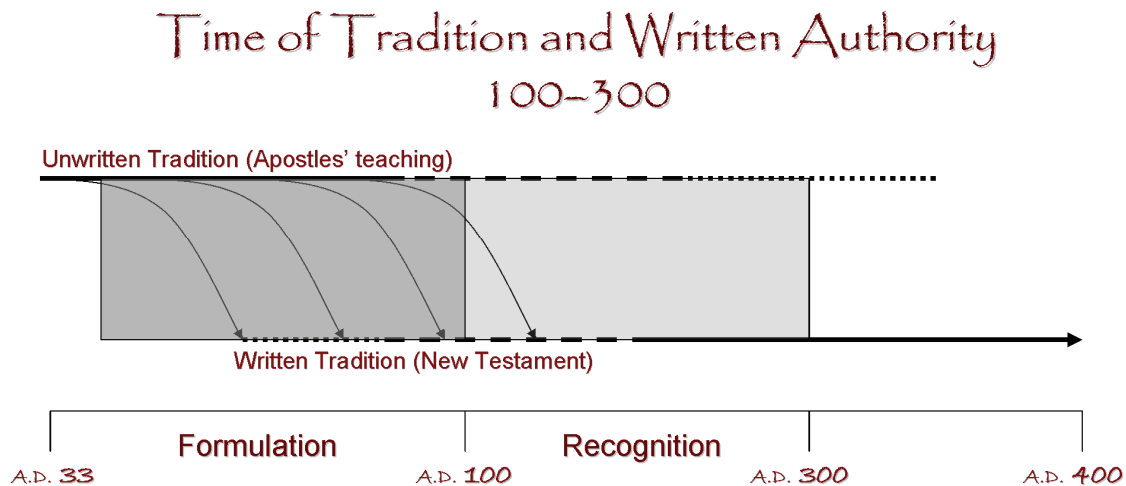 Time of Tradition and Written Authority
100–300
Unwritten Tradition (Apostles’ teaching)
Written Tradition (New Testament)
Formulation
Recognition
A.D. 33
A.D. 100
A.D. 300
A.D. 400